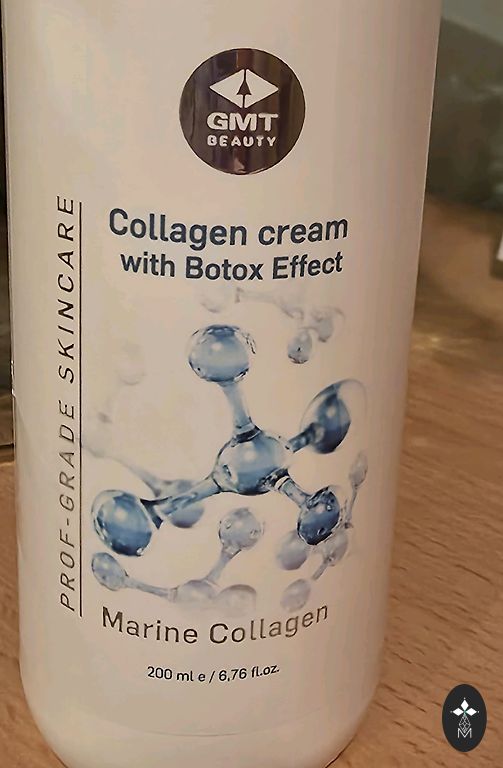 GMT
BEAUTY
Collagen cream
with Botox Effect
PROF-GRADE SKINCARE
Marine Collagen
200 ml e / 6,76 fl.oz.
M